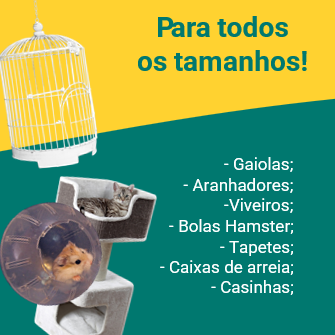 Para todos
os tamanhos!
- Gaiolas;
- Aranhadores;
-Viveiros;
- Bolas Hamster;
- Tapetes;
- Caixas de arreia;
- Casinhas;